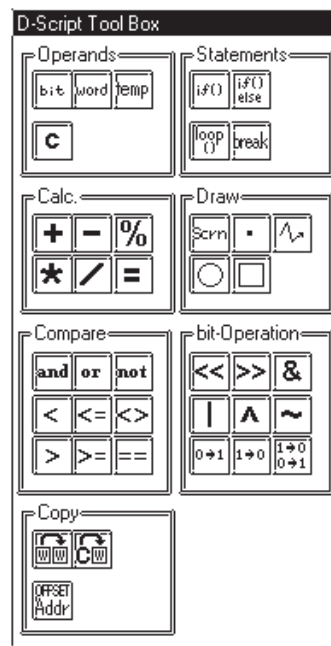 D-Script Tool Box
Operands
bit word temp
C
Statements
if() if() else
loop () break
Calc.
+ - %
* / =
Draw
Scrn
Compare
and or not
< <= <>
> >= ==
bit-Operation
<< >> &
| ∧ ~
0→1 1→0 1→0 0→1
Copy
W W C W
OFFSET Addr